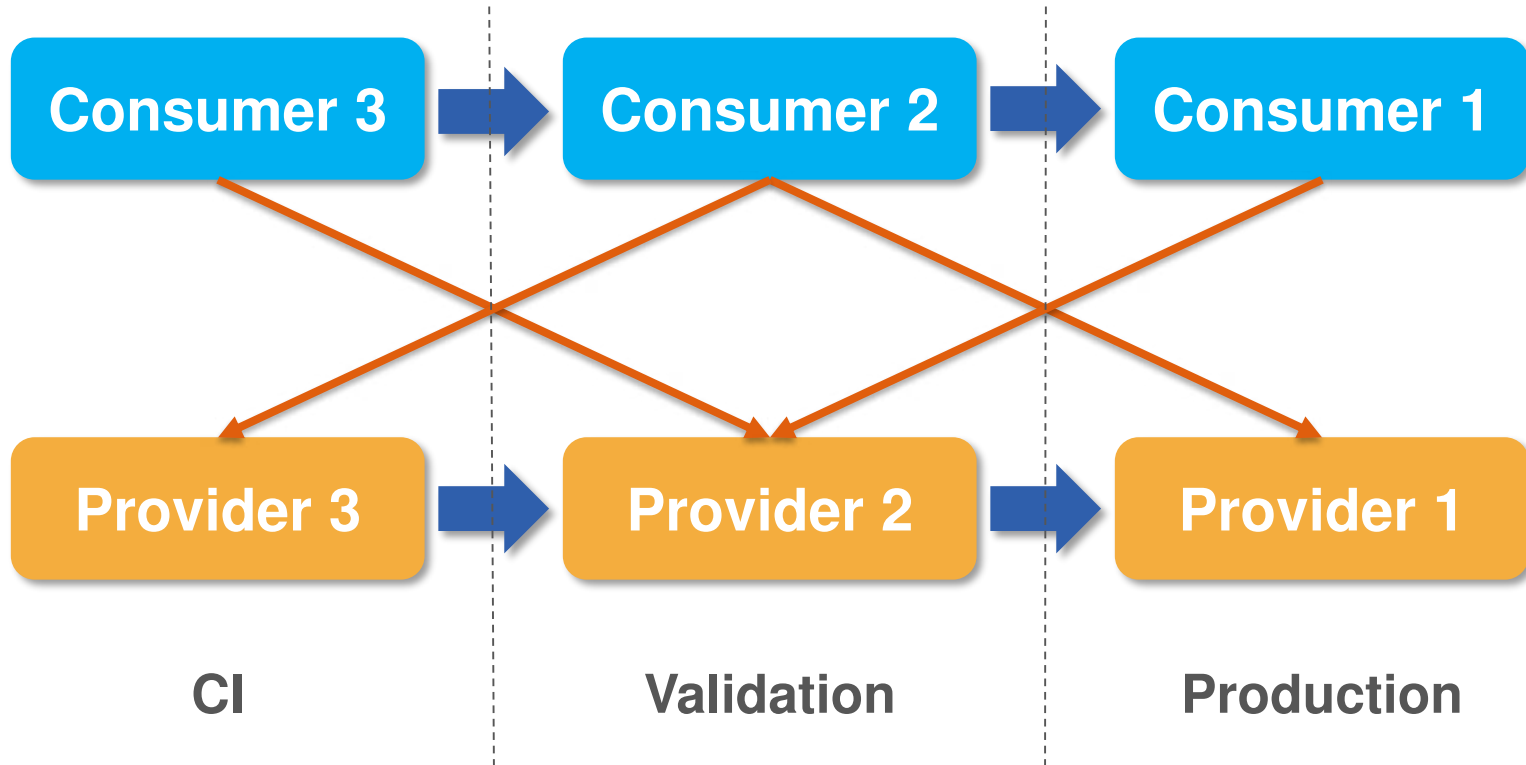 Consumer 3
Consumer 2
Consumer 1
Provider 3
Provider 2
Provider 1
CI
Validation
Production